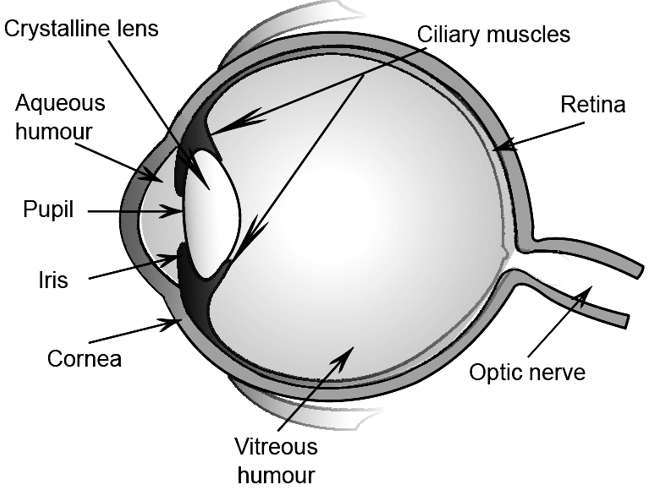 Crystalline lens
Ciliary muscles
Aqueous
humour
Retina
Pupil
Iris
Cornea
Optic nerve
Vitreous
humour